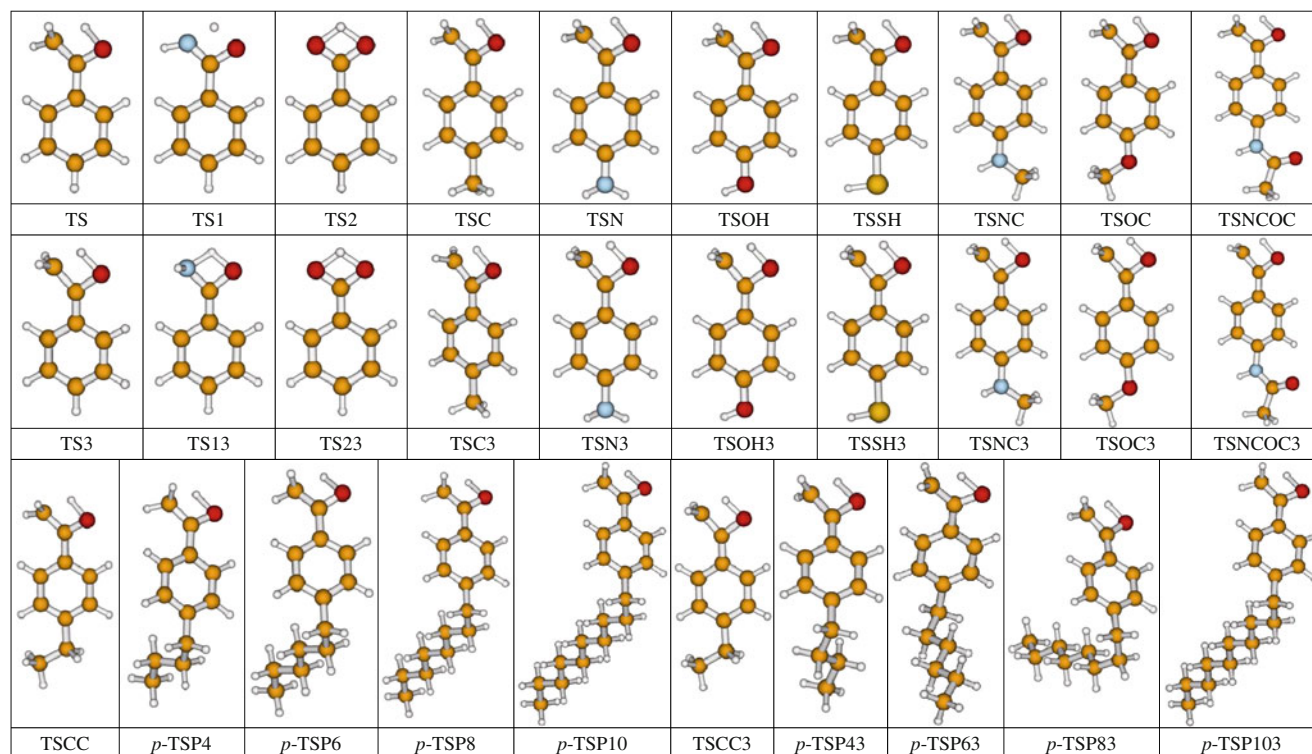 TS TS1 TS2 TSC TSN TSOH TSSH TSNC TSOC TSNCOC
TS3 TS13 TS23 TSC3 TSN3 TSOH3 TSSH3 TSNC3 TSOC3 TSNCOC3
TSCC p-TSP4 p-TSP6 p-TSP8 p-TSP10 TSCC3 p-TSP43 p-TSP63 p-TSP83 p-TSP103